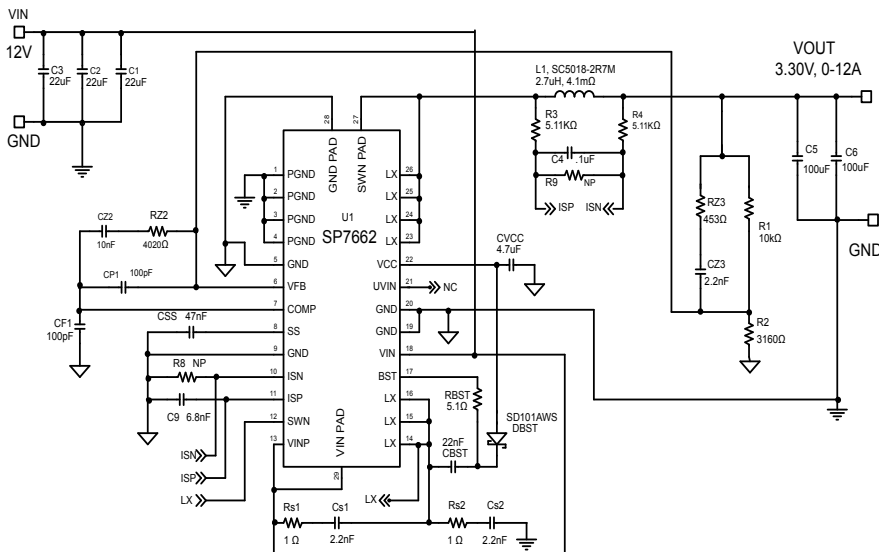 VIN
12V
C3
22uF
C2
22uF
C1
22uF
GND
L1, SC5018-2R7M
2.7uH, 4.1mΩ
VOUT
3.30V, 0-12A
R3
5.11KΩ
R4
5.11KΩ
C4
.1uF
R9
NP
ISP
ISN
C5
100uF
C6
100uF
GND
RZ3
453Ω
CZ3
2.2nF
R1
10kΩ
R2
3160Ω
28
27
GND PAD
SWN PAD
U1
SP7662
1
PGND
2
PGND
3
PGND
4
PGND
5
GND
6
VFB
7
COMP
8
SS
9
GND
10
ISN
11
ISP
12
SWN
13
VINP
VIN PAD
29
LX
26
LX
25
LX
24
LX
23
VCC
22
UVIN
21
NC
GND
20
GND
19
VIN
18
BST
17
LX
16
LX
15
LX
14
CZ2
10nF
RZ2
4020Ω
CP1
100pF
CF1
100pF
CSS
47nF
R8
NP
C9
6.8nF
ISN
ISP
LX
CVCC
4.7uF
RBST
5.1Ω
SD101AWS
DBST
22nF
CBST
LX
Rs1
1 Ω
Cs1
2.2nF
Rs2
1 Ω
Cs2
2.2nF